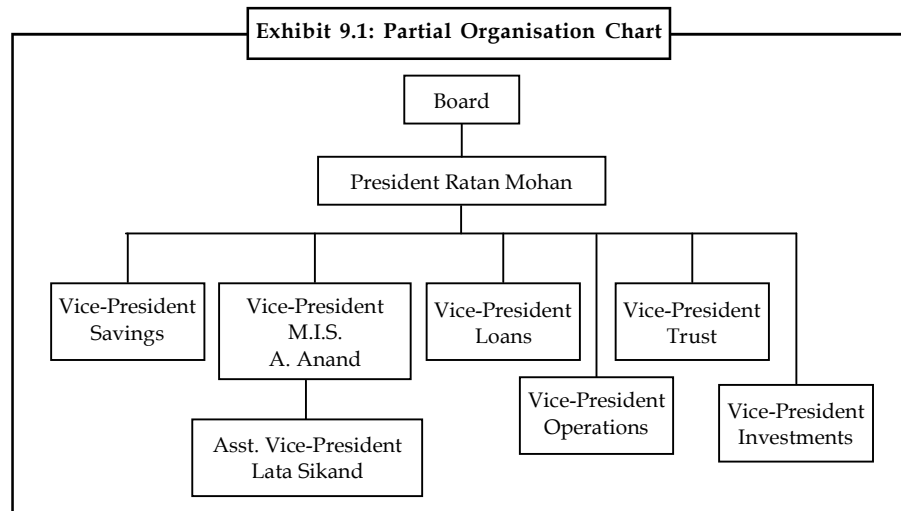 Exhibit 9.1: Partial Organisation Chart
Board
President Ratan Mohan
Vice-President
Savings
Vice-President
M.I.S.
A. Anand
Vice-President
Loans
Vice-President
Trust
Vice-President
Operations
Vice-President
Investments
Asst. Vice-President
Lata Sikand